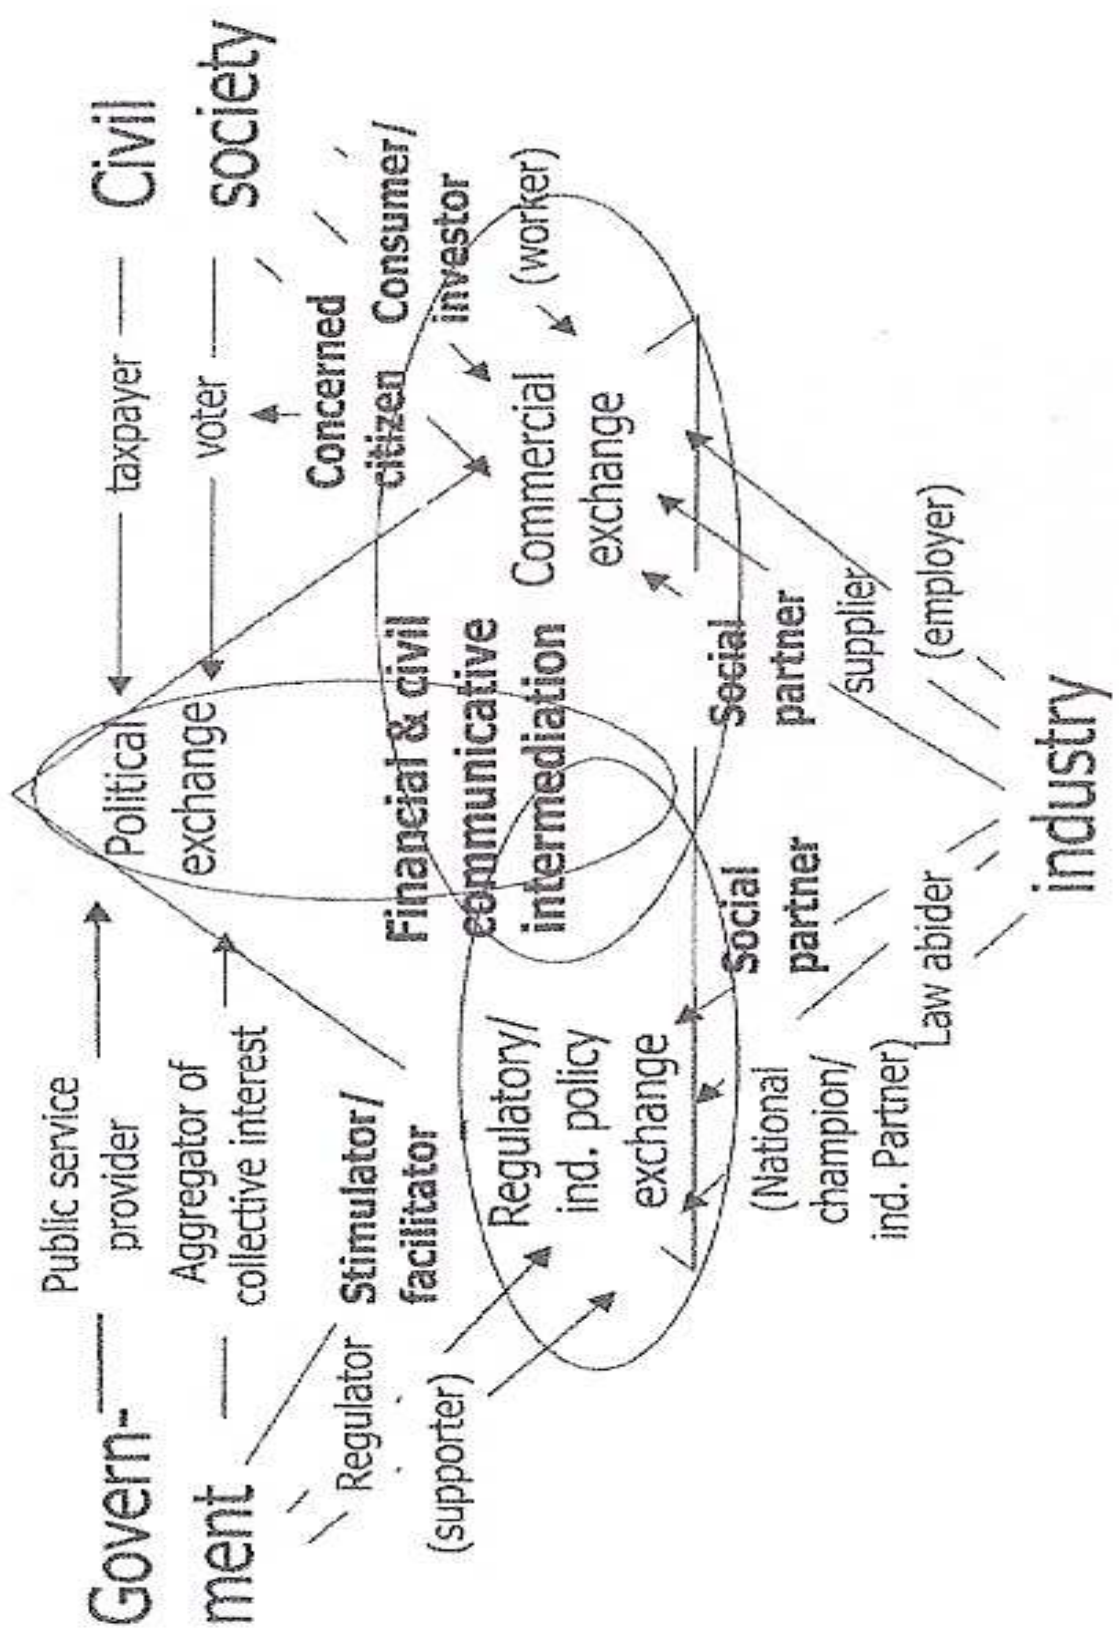 Govern-
ment
Public service
provider
Aggregator of
collective interest
Political
exchange
taxpayer
voter
Civil
society
Stimulator/
facilitator
Regulator
(supporter)
Concerned
citizen
Consumer/
investor
(worker)
Financial & civil
communicative
intermediation
Regulatory/
ind. policy
exchange
Commercial
exchange
Social
partner
Social
partner
supplier
(employer)
(National
champion/
ind. Partner)
Law abider
industry